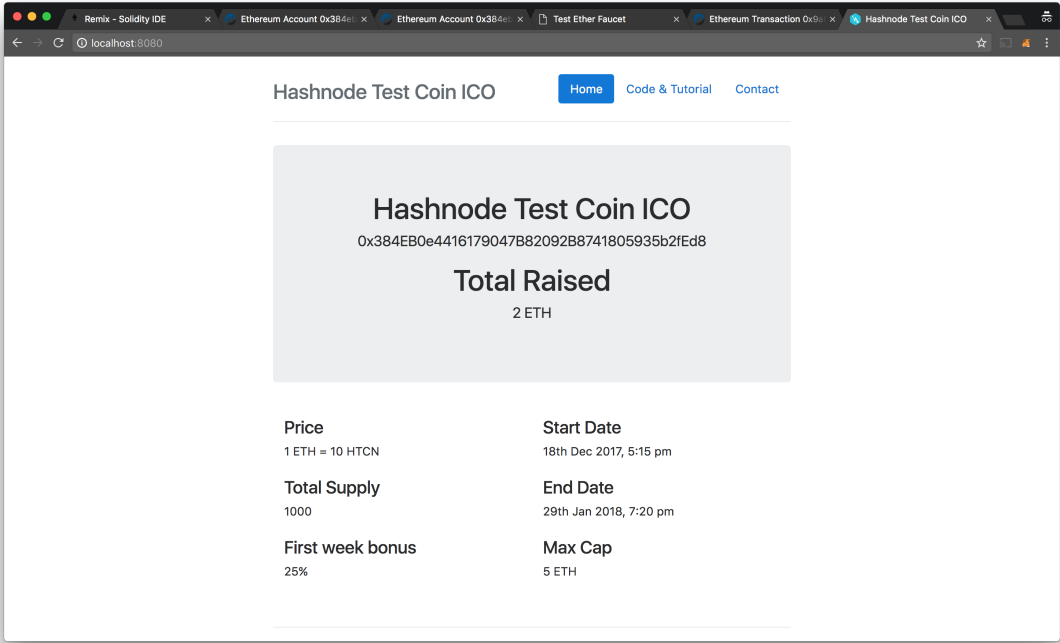 Remix - Solidity IDE
Ethereum Account 0x384eb
Ethereum Account 0x384eb
Test Ether Faucet
Ethereum Transaction 0x9a
Hashnode Test Coin ICO
localhost:8080
Hashnode Test Coin ICO
Home
Code & Tutorial
Contact
Hashnode Test Coin ICO
0x384EB0e4416179047B82092B8741805935b2fEd8
Total Raised
2 ETH
Price
1 ETH = 10 HTCN
Total Supply
1000
First week bonus
25%
Start Date
18th Dec 2017, 5:15 pm
End Date
29th Jan 2018, 7:20 pm
Max Cap
5 ETH